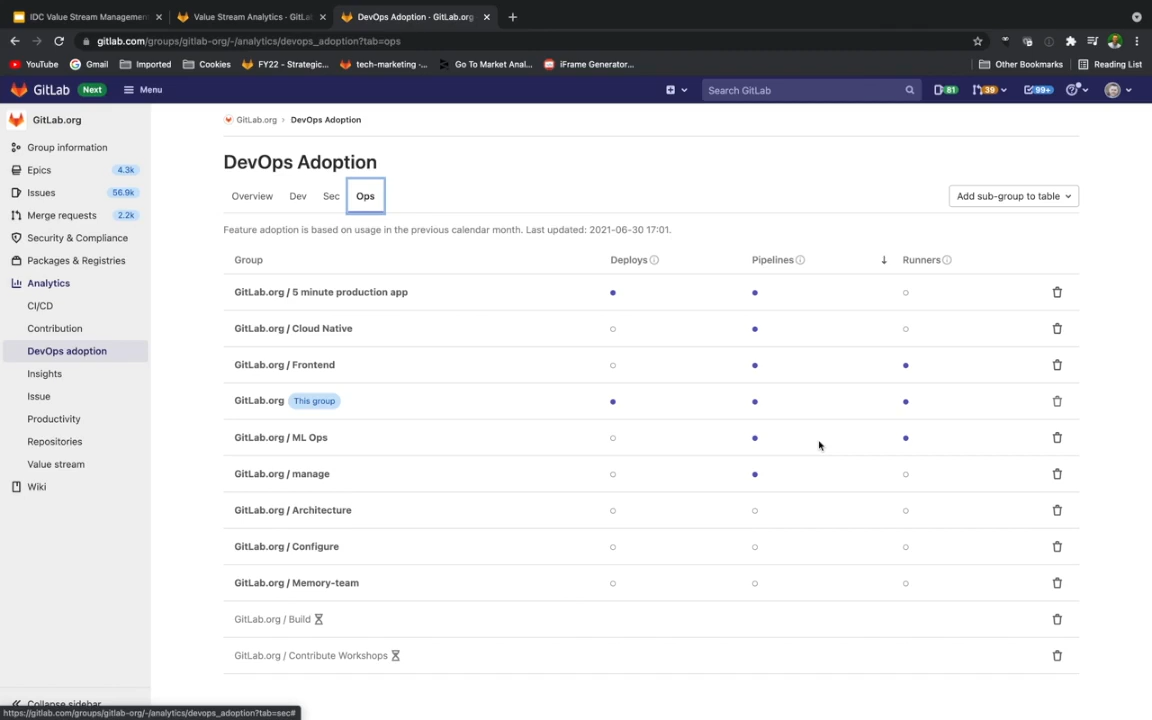 IDC Value Stream Management
Value Stream Analytics · GitLab
DevOps Adoption · GitLab.org
gitlab.com/groups/gitlab-org/-/analytics/devops_adoption?tab=ops
YouTube
Gmail
Imported
Cookies
FY22 - Strategic...
tech-marketing -...
Go To Market Anal...
iFrame Generator...
Other Bookmarks
Reading List
GitLab
Next
Menu
Search GitLab
81
39
99+
GitLab.org
Group information
Epics 4.3k
Issues 56.9k
Merge requests 2.2k
Security & Compliance
Packages & Registries
Analytics
CI/CD
Contribution
DevOps adoption
Insights
Issue
Productivity
Repositories
Value stream
Wiki
Collapse sidebar
GitLab.org › DevOps Adoption
DevOps Adoption
Overview Dev Sec Ops
Add sub-group to table
Feature adoption is based on usage in the previous calendar month. Last updated: 2021-06-30 17:01.
Group Deploys Pipelines ↓ Runners
GitLab.org / 5 minute production app
GitLab.org / Cloud Native
GitLab.org / Frontend
GitLab.org This group
GitLab.org / ML Ops
GitLab.org / manage
GitLab.org / Architecture
GitLab.org / Configure
GitLab.org / Memory-team
GitLab.org / Build
GitLab.org / Contribute Workshops
https://gitlab.com/groups/gitlab-org/-/analytics/devops_adoption?tab=sec#